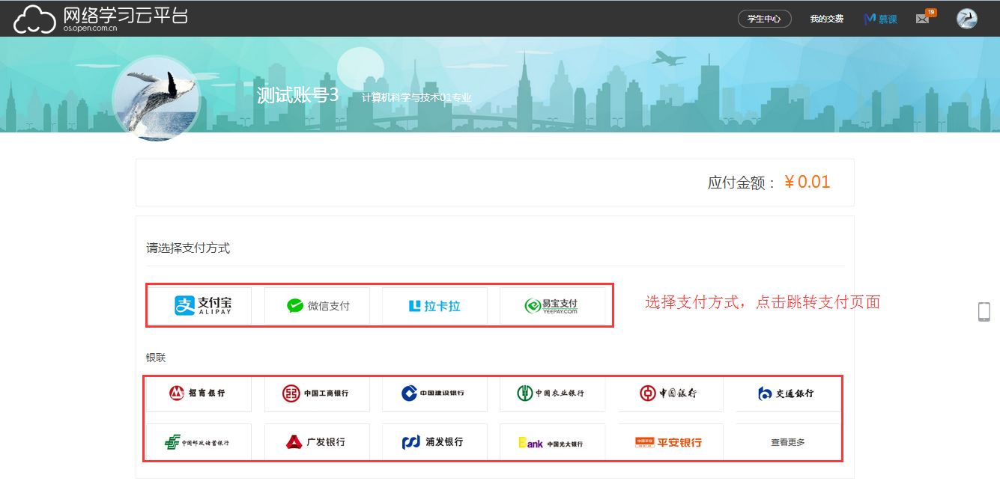 网络学习云平台
os.open.com.cn
学生中心
我的交费
慕课
19
测试账号3
计算机科学与技术01专业
应付金额：￥0.01
请选择支付方式
支付宝
ALIPAY
微信支付
拉卡拉
易宝支付
YEEPAY.COM
选择支付方式，点击跳转支付页面
银联
招商银行
中国工商银行
中国建设银行
中国农业银行
中国银行
交通银行
中国邮政储蓄银行
广发银行
浦发银行
Bank 中国光大银行
平安银行
查看更多